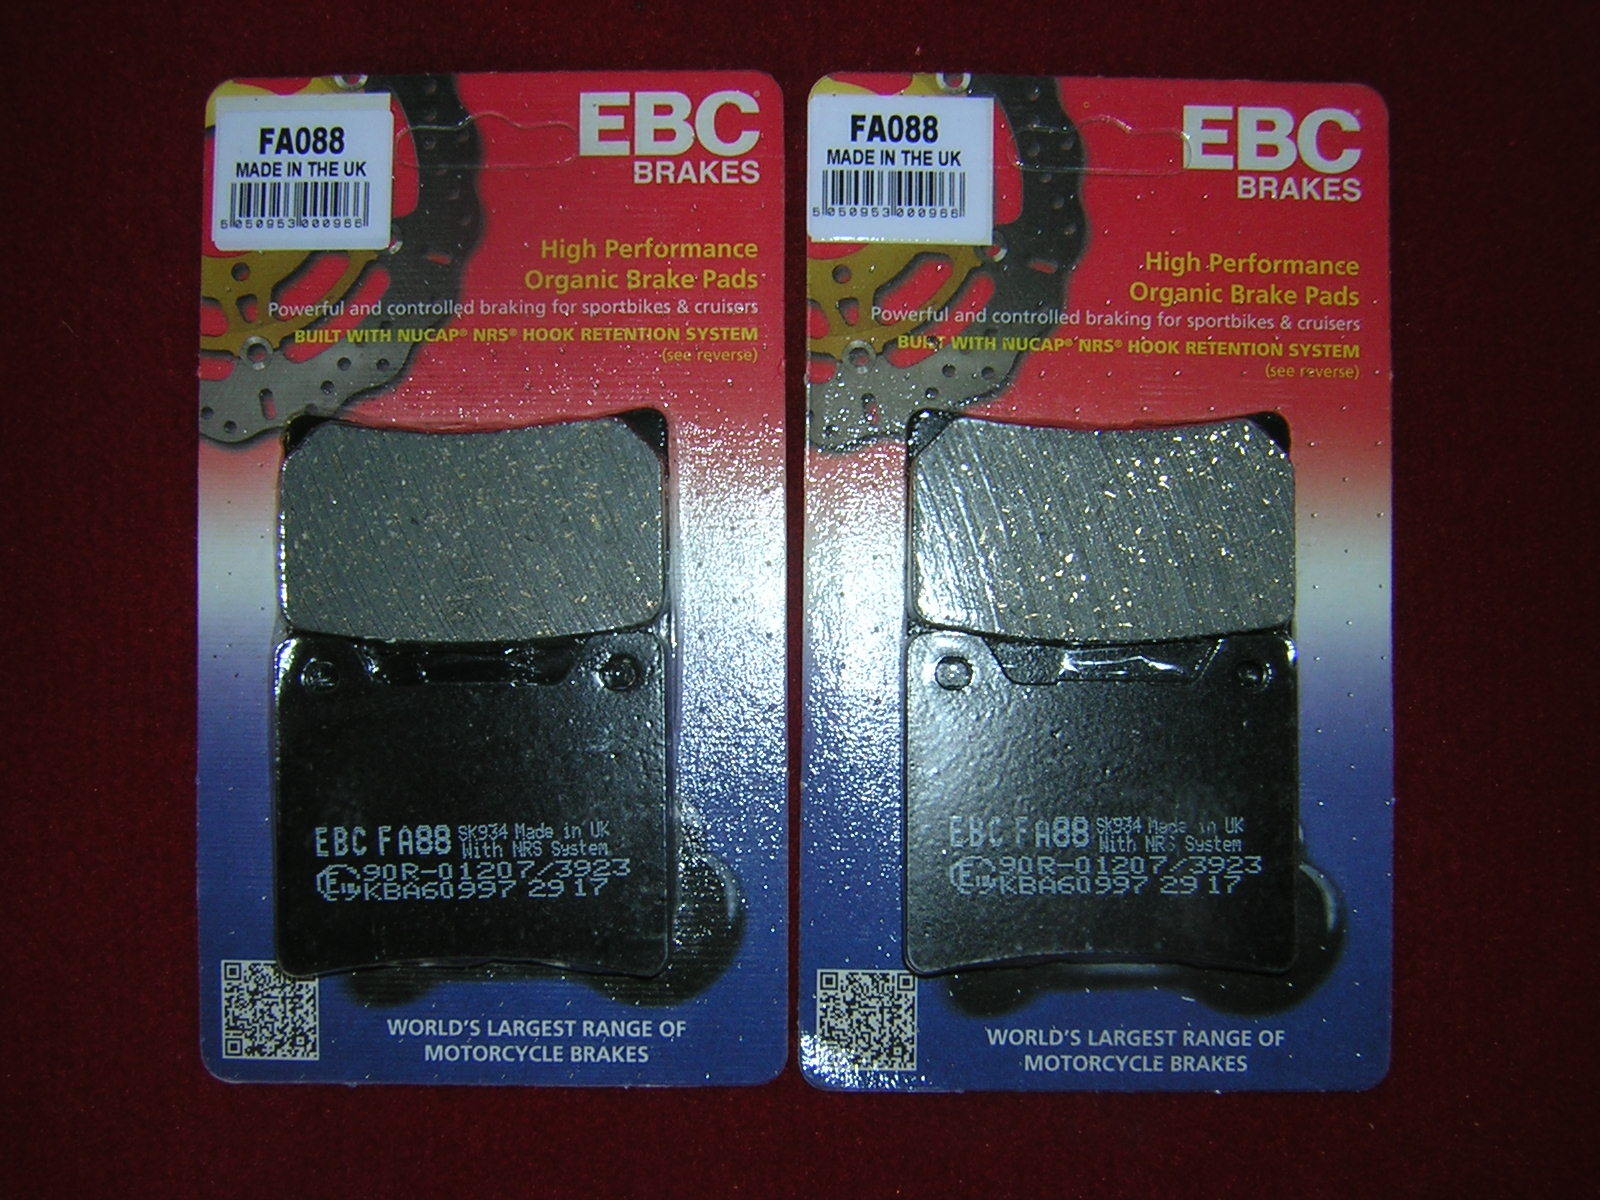 FA088
MADE IN THE UK
5 050953 000966
EBC
BRAKES
High Performance
Organic Brake Pads
Powerful and controlled braking for sportbikes & cruisers
BUILT WITH NUCAP® NRS® HOOK RETENTION SYSTEM
(see reverse)
EBC FA88 SK934 Made in UK
With NRS System
90R-01207/3923
KBA60997 29 17
WORLD'S LARGEST RANGE OF
MOTORCYCLE BRAKES
FA088
MADE IN THE UK
5 050953 000966
EBC
BRAKES
High Performance
Organic Brake Pads
Powerful and controlled braking for sportbikes & cruisers
BUILT WITH NUCAP® NRS® HOOK RETENTION SYSTEM
(see reverse)
EBC FA88 SK934 Made in UK
With NRS System
90R-01207/3923
KBA60997 29 17
WORLD'S LARGEST RANGE OF
MOTORCYCLE BRAKES